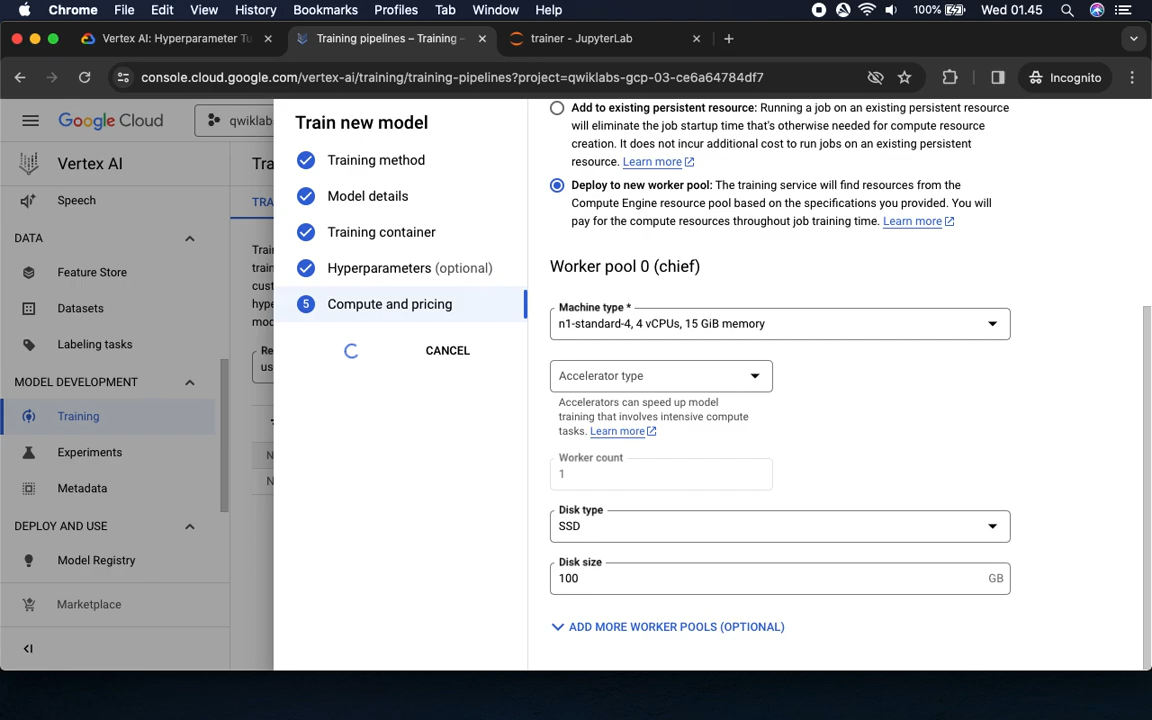 Chrome File Edit View History Bookmarks Profiles Tab Window Help 100% Wed 01.45
Vertex AI: Hyperparameter Tu
Training pipelines – Training –
trainer - JupyterLab
console.cloud.google.com/vertex-ai/training/training-pipelines?project=qwiklabs-gcp-03-ce6a64784df7
Incognito
Google Cloud
qwiklab
Vertex AI
Speech
DATA
Feature Store
Datasets
Labeling tasks
MODEL DEVELOPMENT
Training
Experiments
Metadata
DEPLOY AND USE
Model Registry
Marketplace
Tra
TRA
Trai
train
cust
hype
mod
Re
us
N
N
Train new model
Training method
Model details
Training container
Hyperparameters (optional)
5 Compute and pricing
CANCEL
Add to existing persistent resource: Running a job on an existing persistent resource
will eliminate the job startup time that's otherwise needed for compute resource
creation. It does not incur additional cost to run jobs on an existing persistent
resource. Learn more
Deploy to new worker pool: The training service will find resources from the
Compute Engine resource pool based on the specifications you provided. You will
pay for the compute resources throughout job training time. Learn more
Worker pool 0 (chief)
Machine type *
n1-standard-4, 4 vCPUs, 15 GiB memory
Accelerator type
Accelerators can speed up model
training that involves intensive compute
tasks. Learn more
Worker count
1
Disk type
SSD
Disk size
100 GB
ADD MORE WORKER POOLS (OPTIONAL)